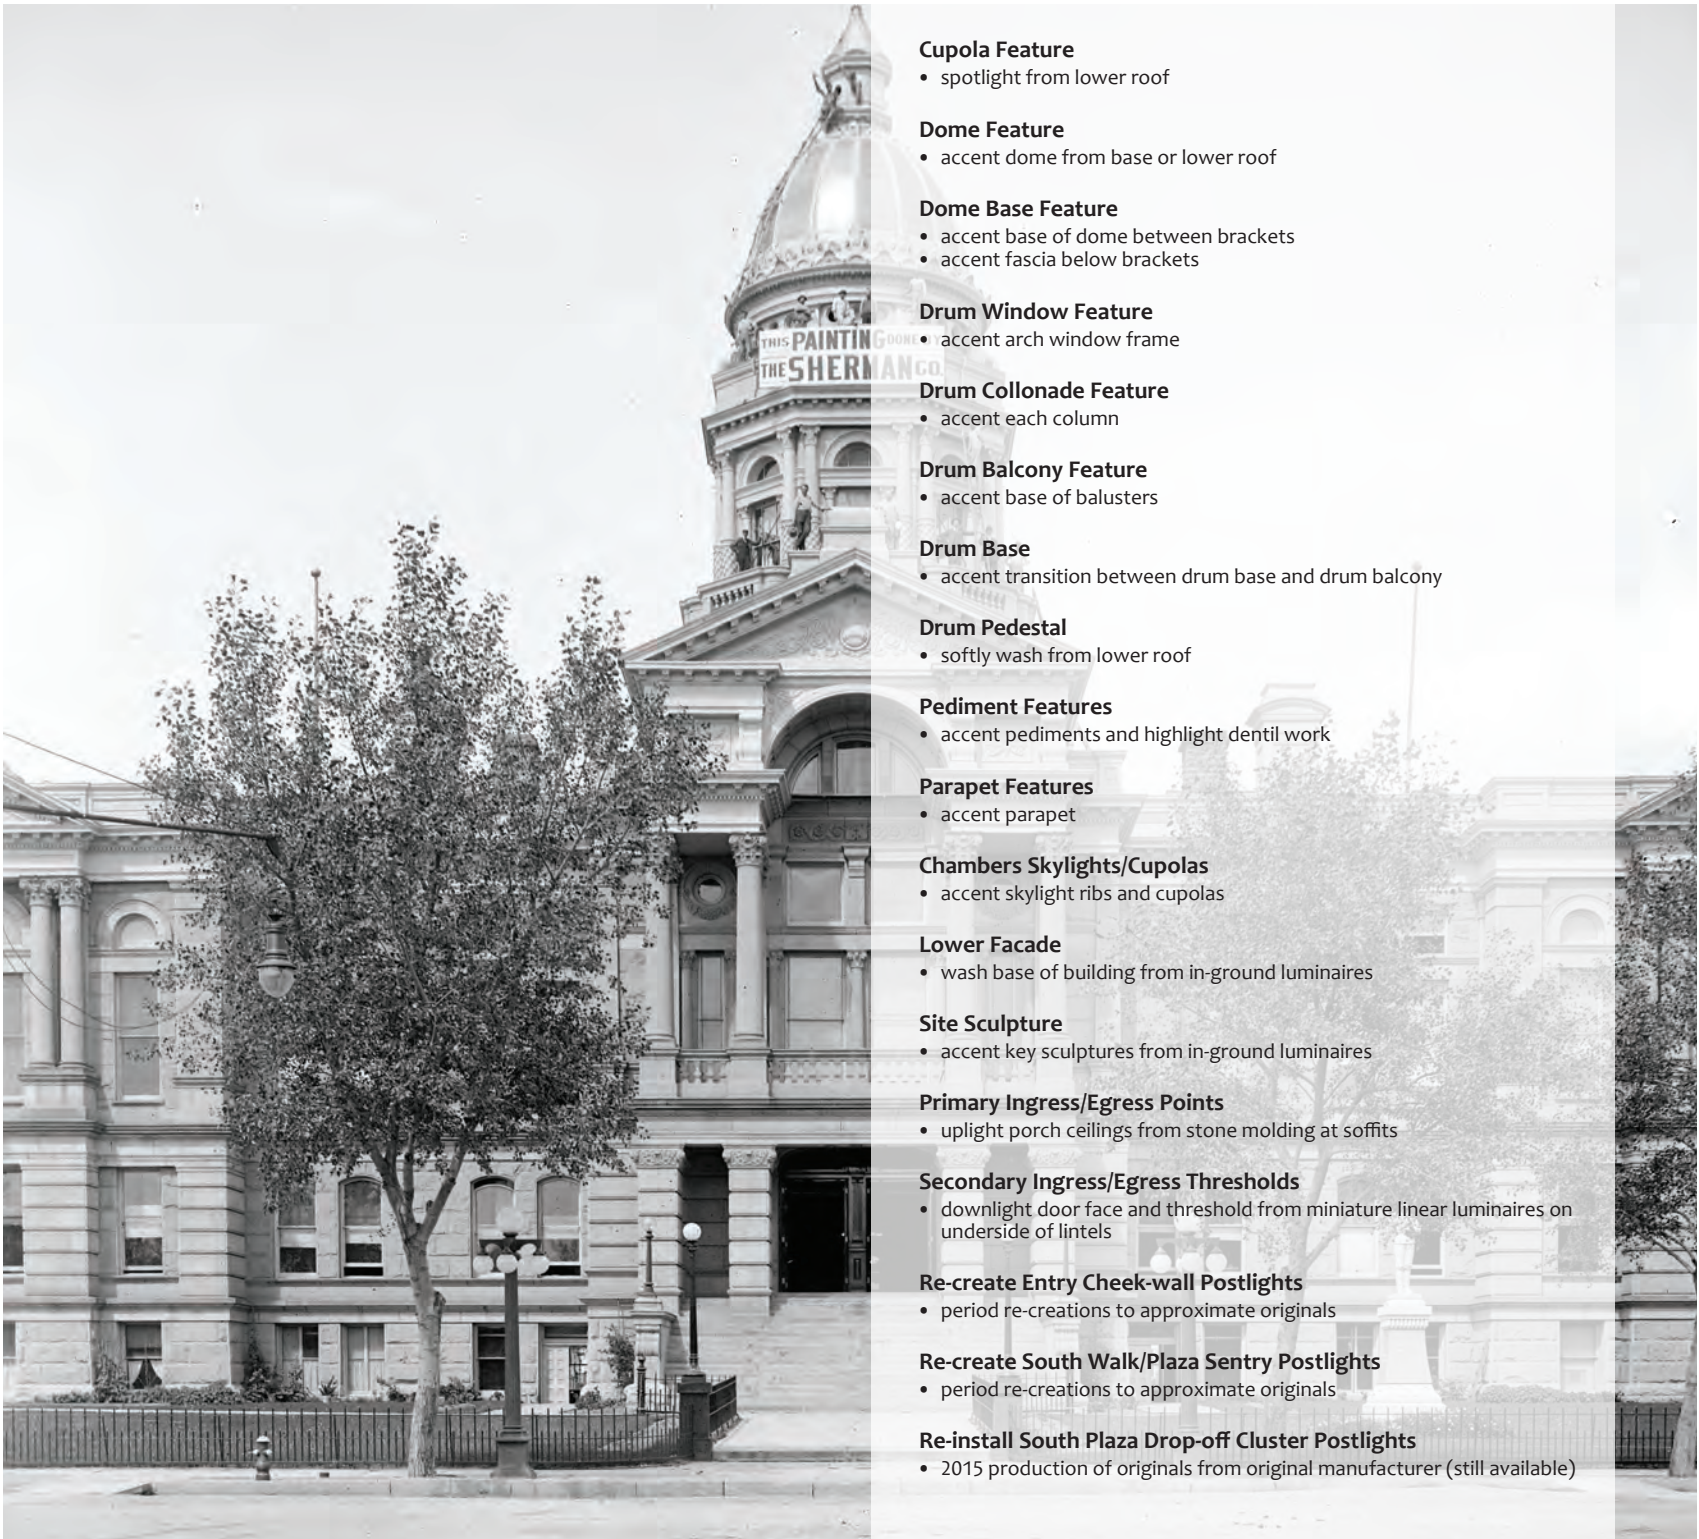 THIS PAINTING DONE BY
THE SHERMAN CO.
Cupola Feature
• spotlight from lower roof
Dome Feature
• accent dome from base or lower roof
Dome Base Feature
• accent base of dome between brackets
• accent fascia below brackets
Drum Window Feature
• accent arch window frame
Drum Collonade Feature
• accent each column
Drum Balcony Feature
• accent base of balusters
Drum Base
• accent transition between drum base and drum balcony
Drum Pedestal
• softly wash from lower roof
Pediment Features
• accent pediments and highlight dentil work
Parapet Features
• accent parapet
Chambers Skylights/Cupolas
• accent skylight ribs and cupolas
Lower Facade
• wash base of building from in-ground luminaires
Site Sculpture
• accent key sculptures from in-ground luminaires
Primary Ingress/Egress Points
• uplight porch ceilings from stone molding at soffits
Secondary Ingress/Egress Thresholds
• downlight door face and threshold from miniature linear luminaires on
underside of lintels
Re-create Entry Cheek-wall Postlights
• period re-creations to approximate originals
Re-create South Walk/Plaza Sentry Postlights
• period re-creations to approximate originals
Re-install South Plaza Drop-off Cluster Postlights
• 2015 production of originals from original manufacturer (still available)